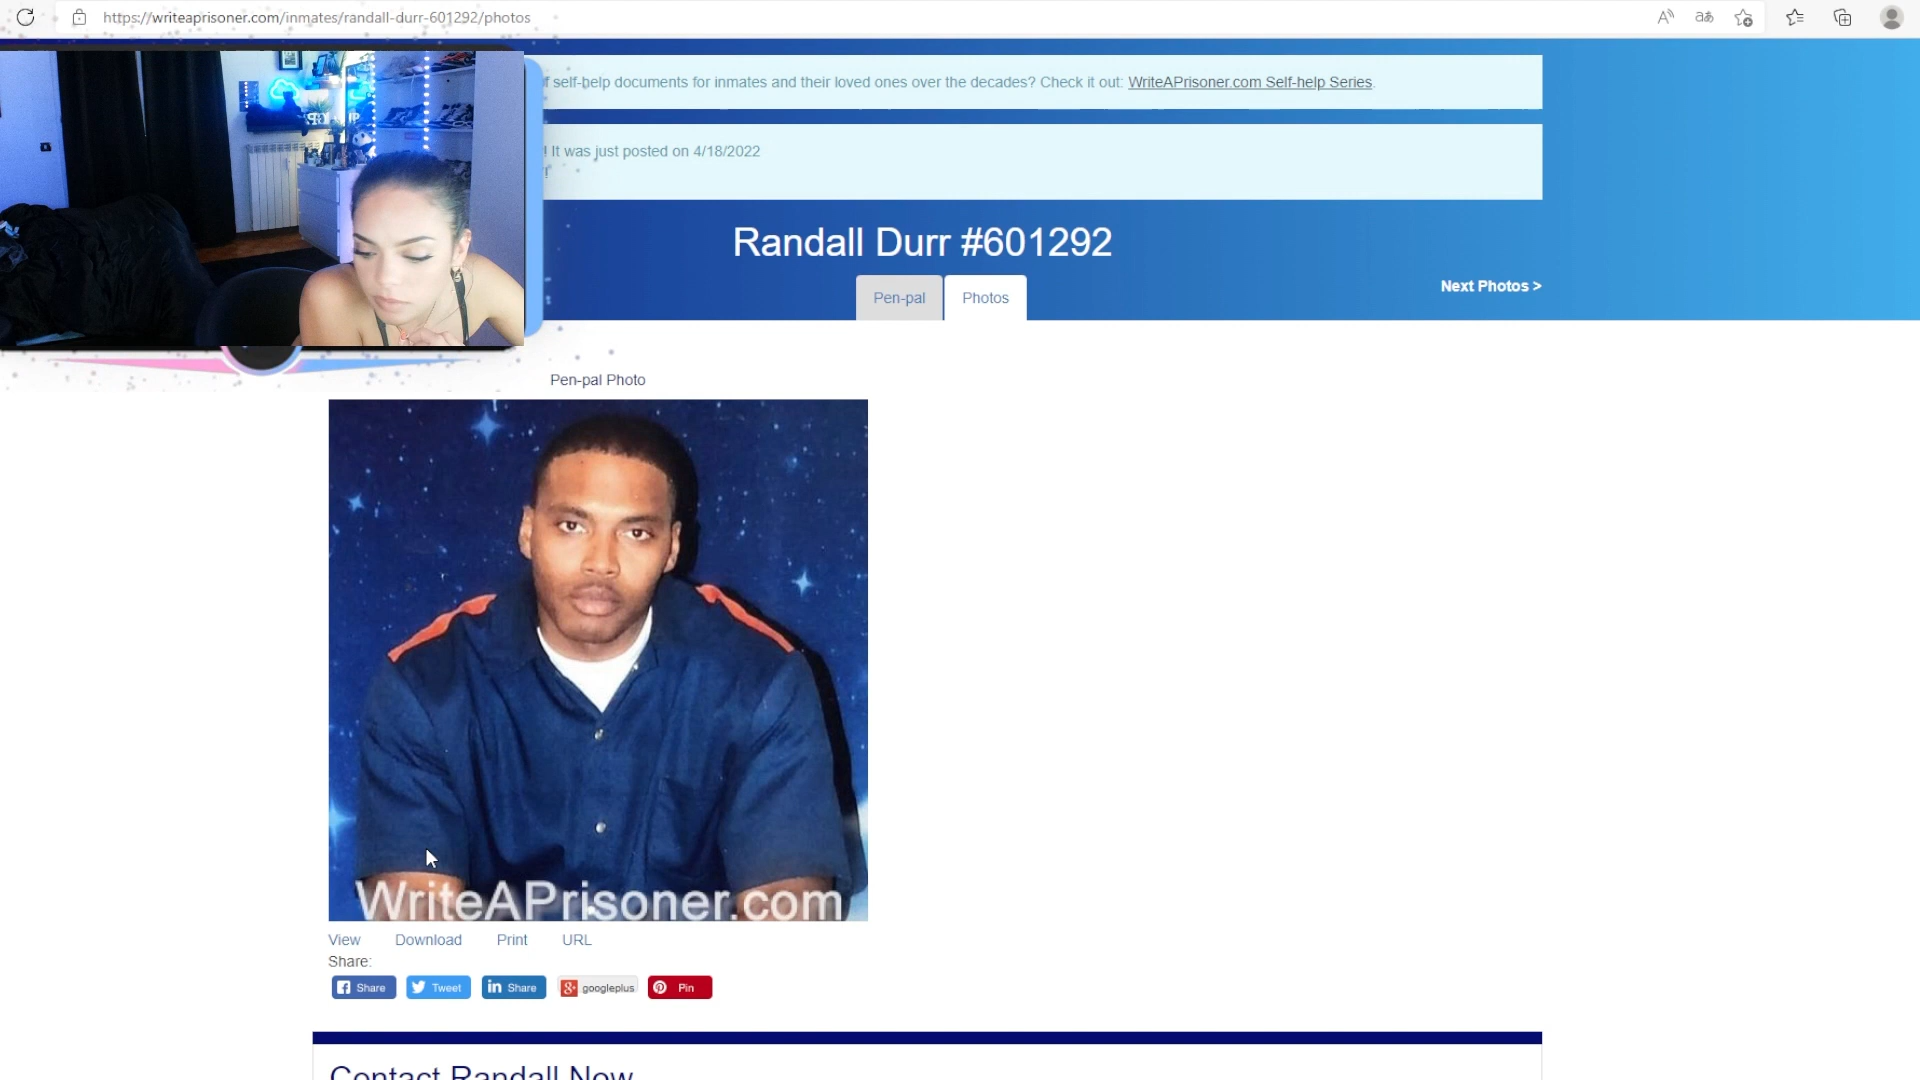 https://writeaprisoner.com/inmates/randall-durr-601292/photos
of self-help documents for inmates and their loved ones over the decades? Check it out: WriteAPrisoner.com Self-help Series.
! It was just posted on 4/18/2022
!
Randall Durr #601292
Pen-pal
Photos
Next Photos >
Pen-pal Photo
WriteAPrisoner.com
View
Download
Print
URL
Share:
Share
Tweet
in Share
googleplus
Pin
Contact Randall Now